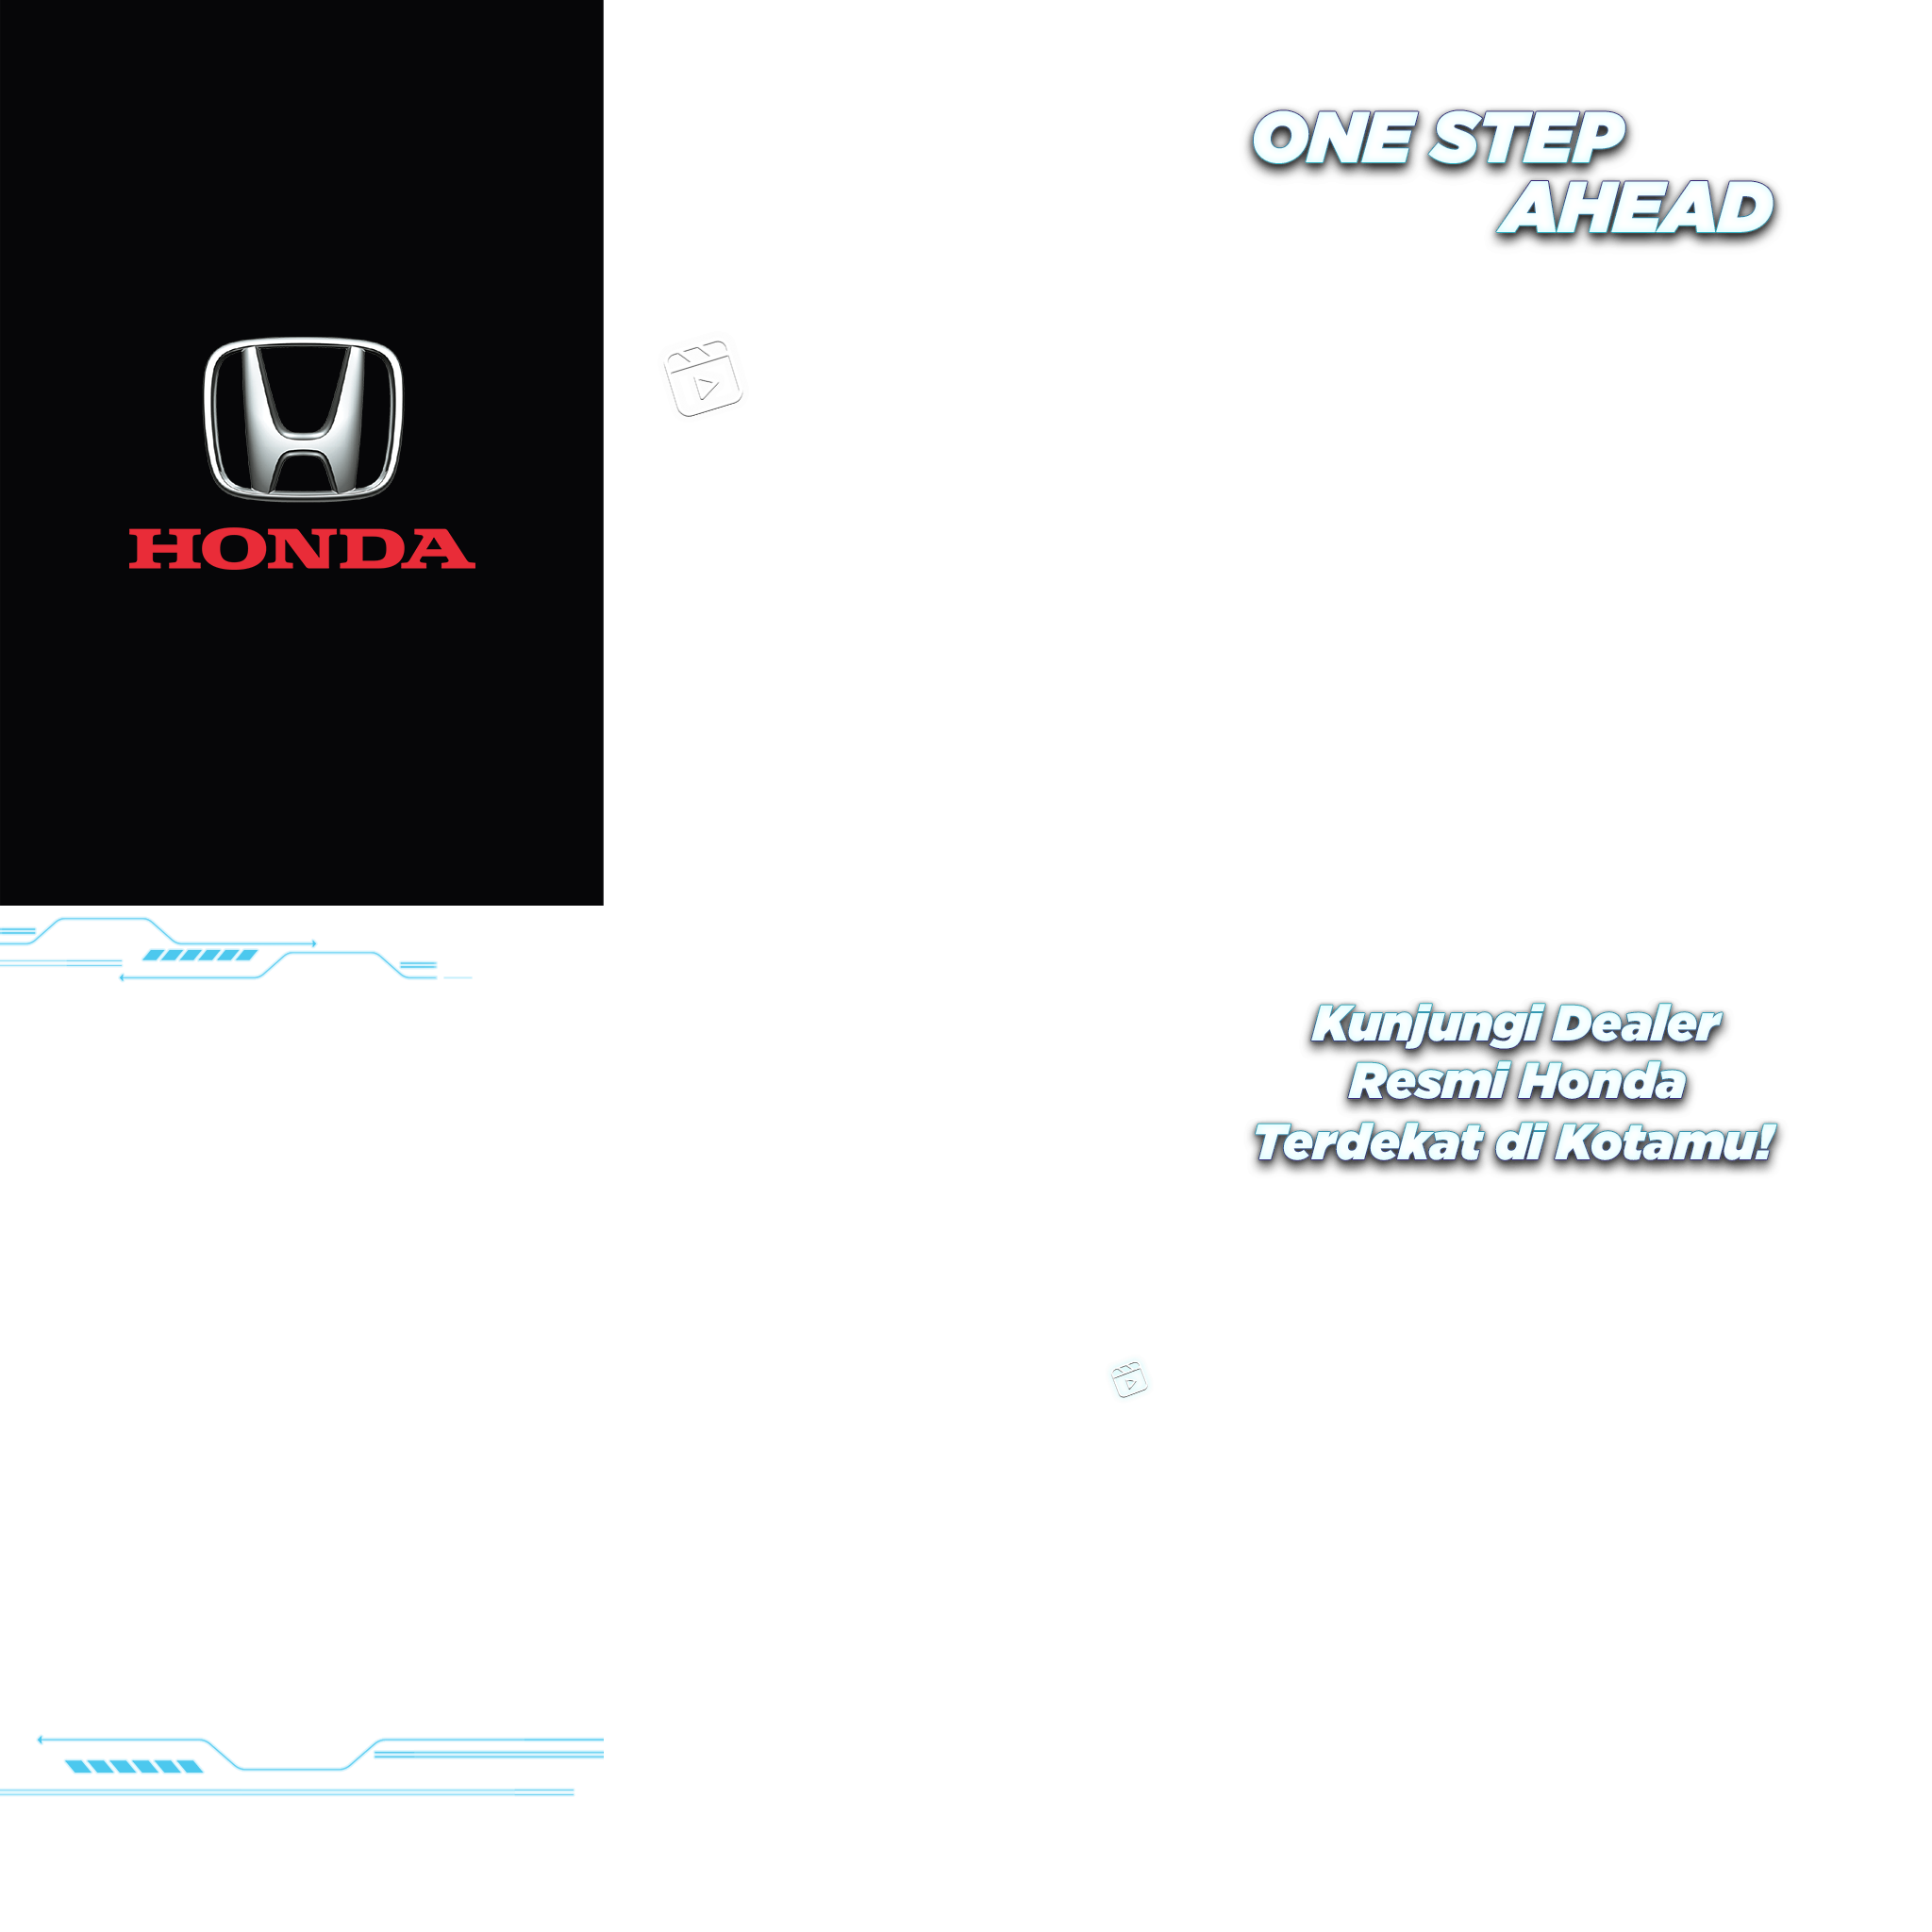 ONE STEP
AHEAD
HONDA
Kunjungi Dealer
Resmi Honda
Terdekat di Kotamu!